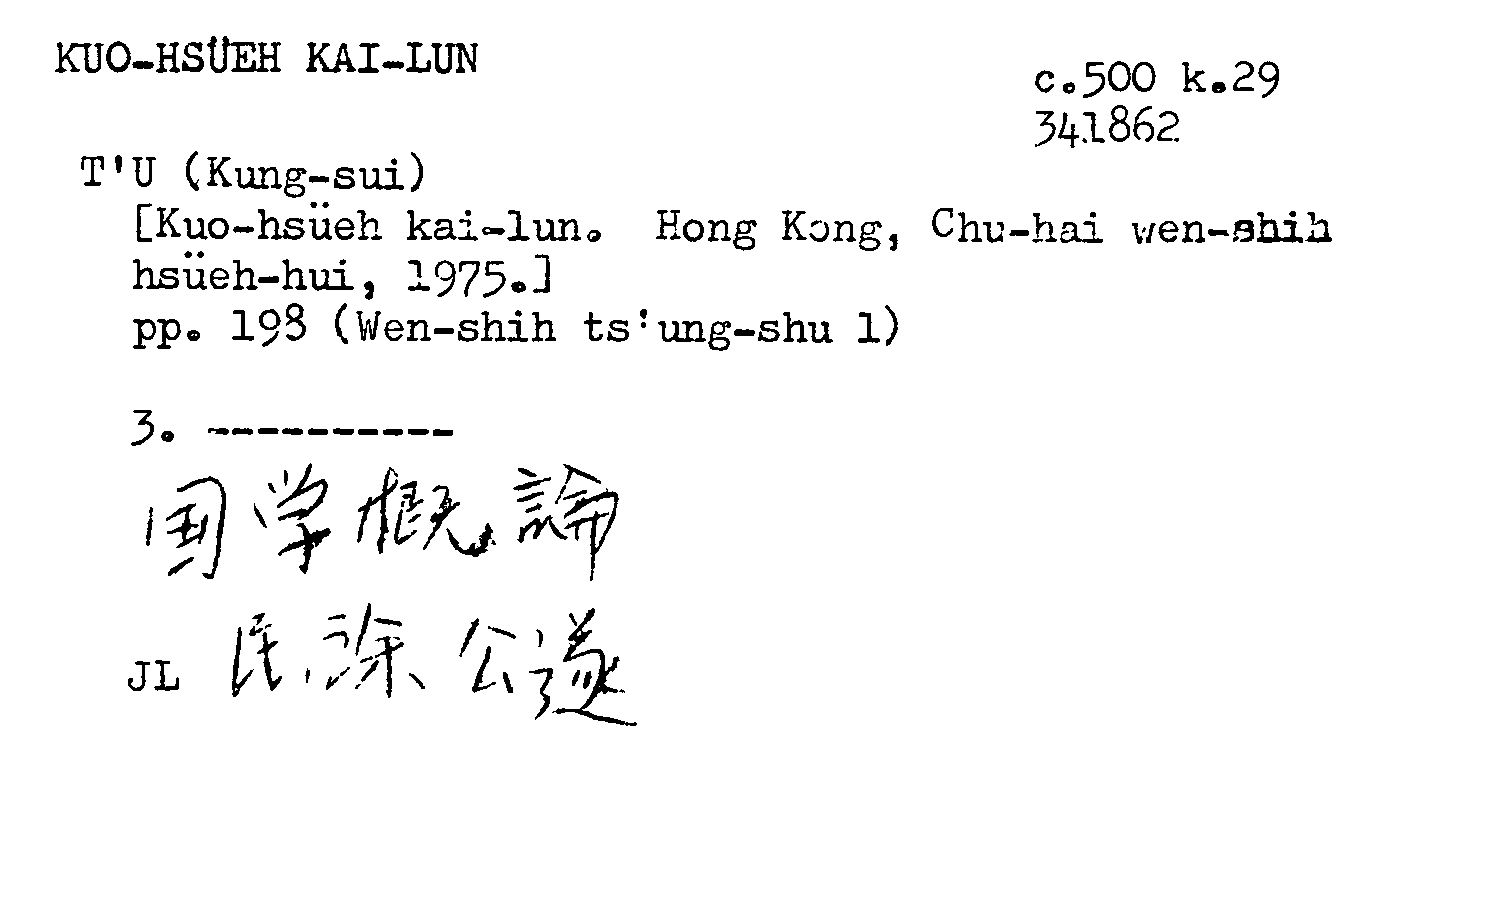 KUO-HSÜEH KAI-LUN
c.500 k.29
341862
T'U (Kung-sui)
[Kuo-hsüeh kai-lun. Hong Kong, Chu-hai wen-shih
hsüeh-hui, 1975.]
pp. 198 (Wen-shih ts'ung-shu 1)
3. ----------
国学概論
JL 民 涂公遂